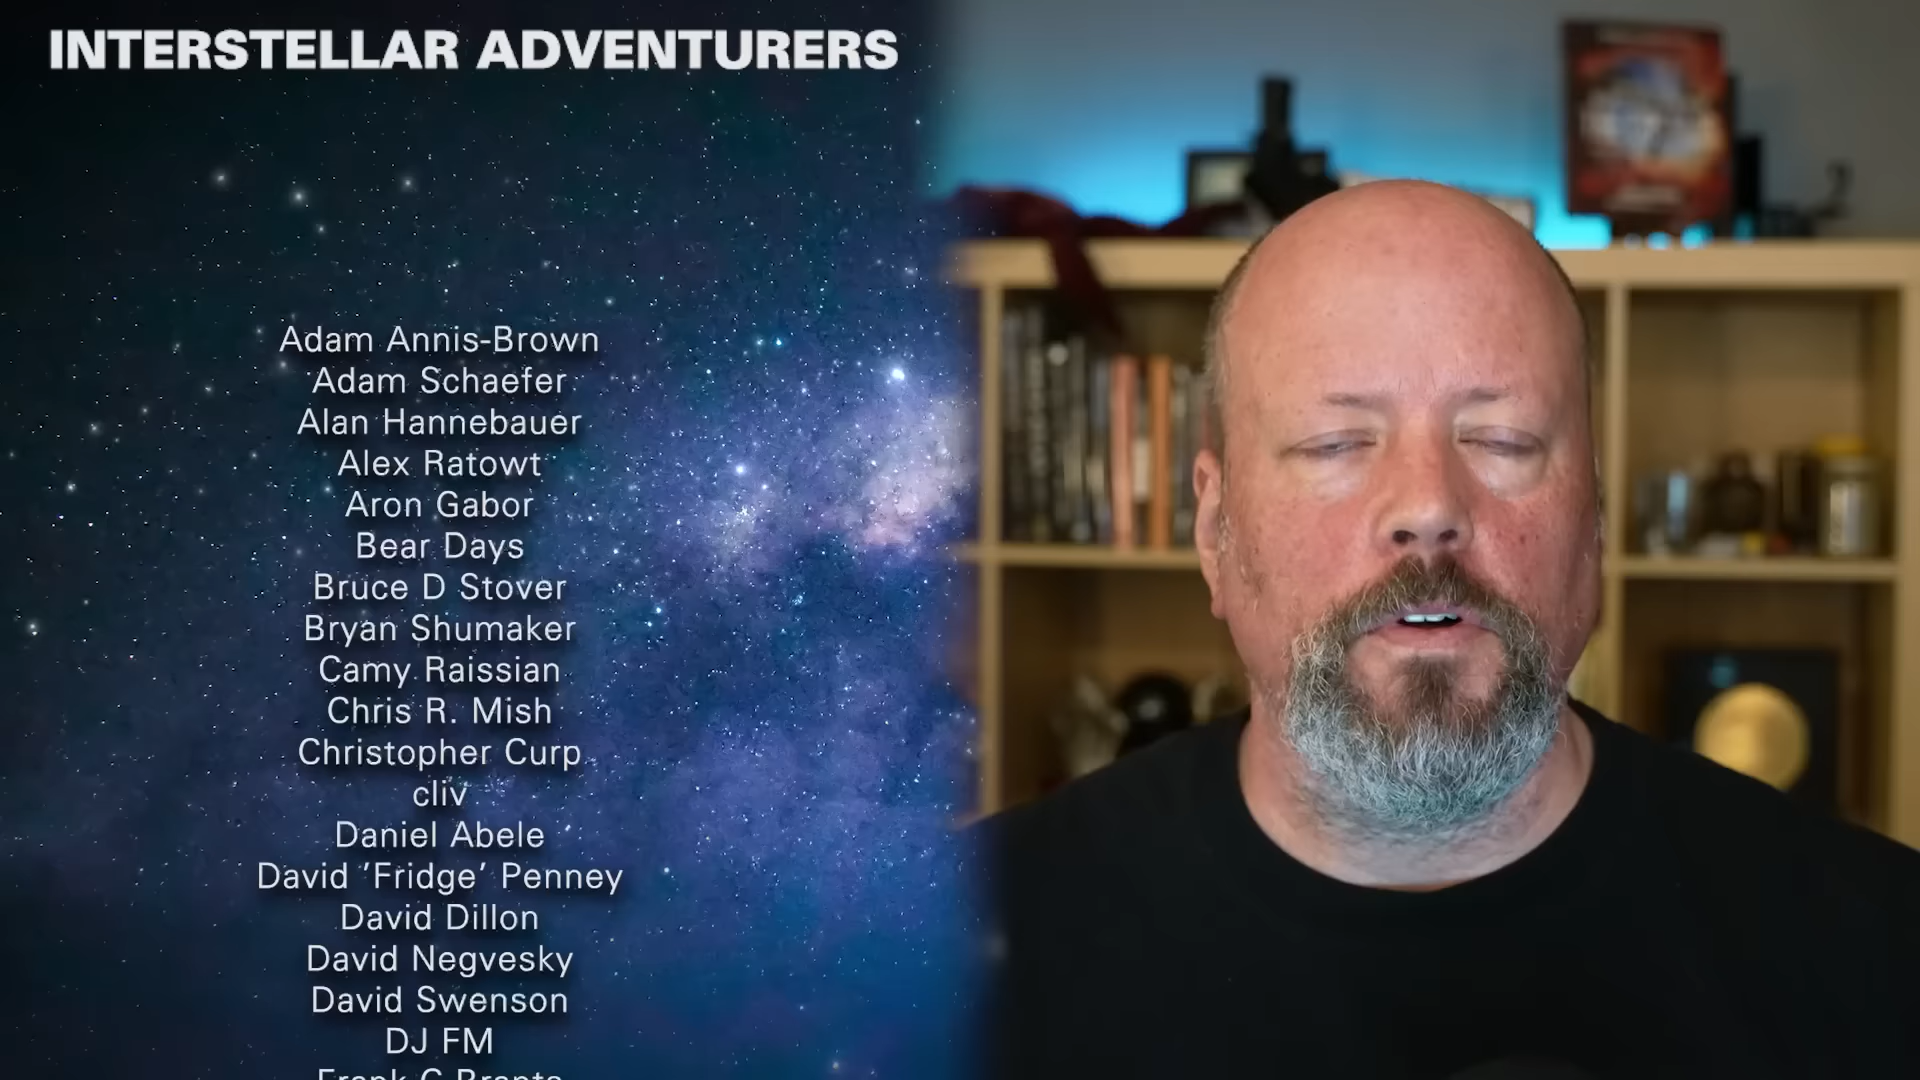 INTERSTELLAR ADVENTURERS
Adam Annis-Brown
Adam Schaefer
Alan Hannebauer
Alex Ratowt
Aron Gabor
Bear Days
Bruce D Stover
Bryan Shumaker
Camy Raissian
Chris R. Mish
Christopher Curp
cliv
Daniel Abele
David 'Fridge' Penney
David Dillon
David Negvesky
David Swenson
DJ FM
Frank C